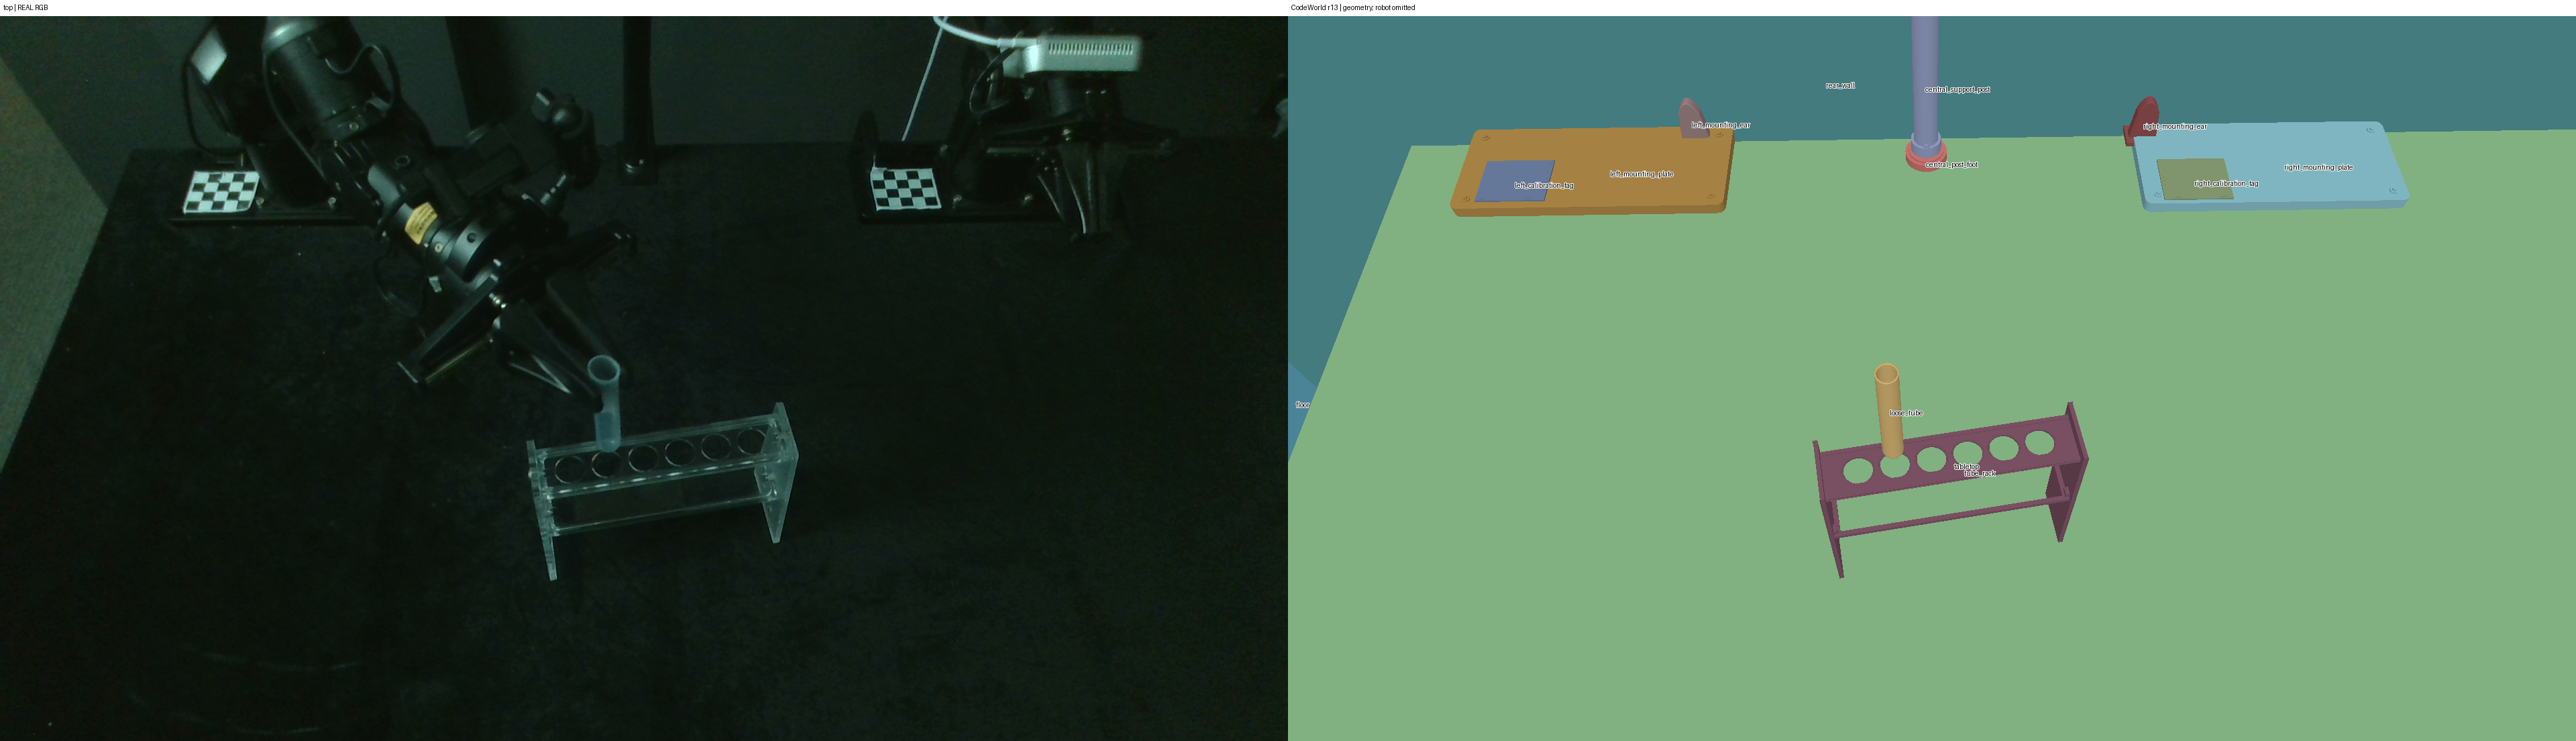 top | REAL RGB
CodeWorld r13 | geometry; robot omitted
rear_wall
central_support_post
left_mounting_ear
right_mounting_ear
central_post_foot
left_mounting_plate
right_mounting_plate
left_calibration_tag
right_calibration_tag
floor
loose_tube
tabletop
tube_rack